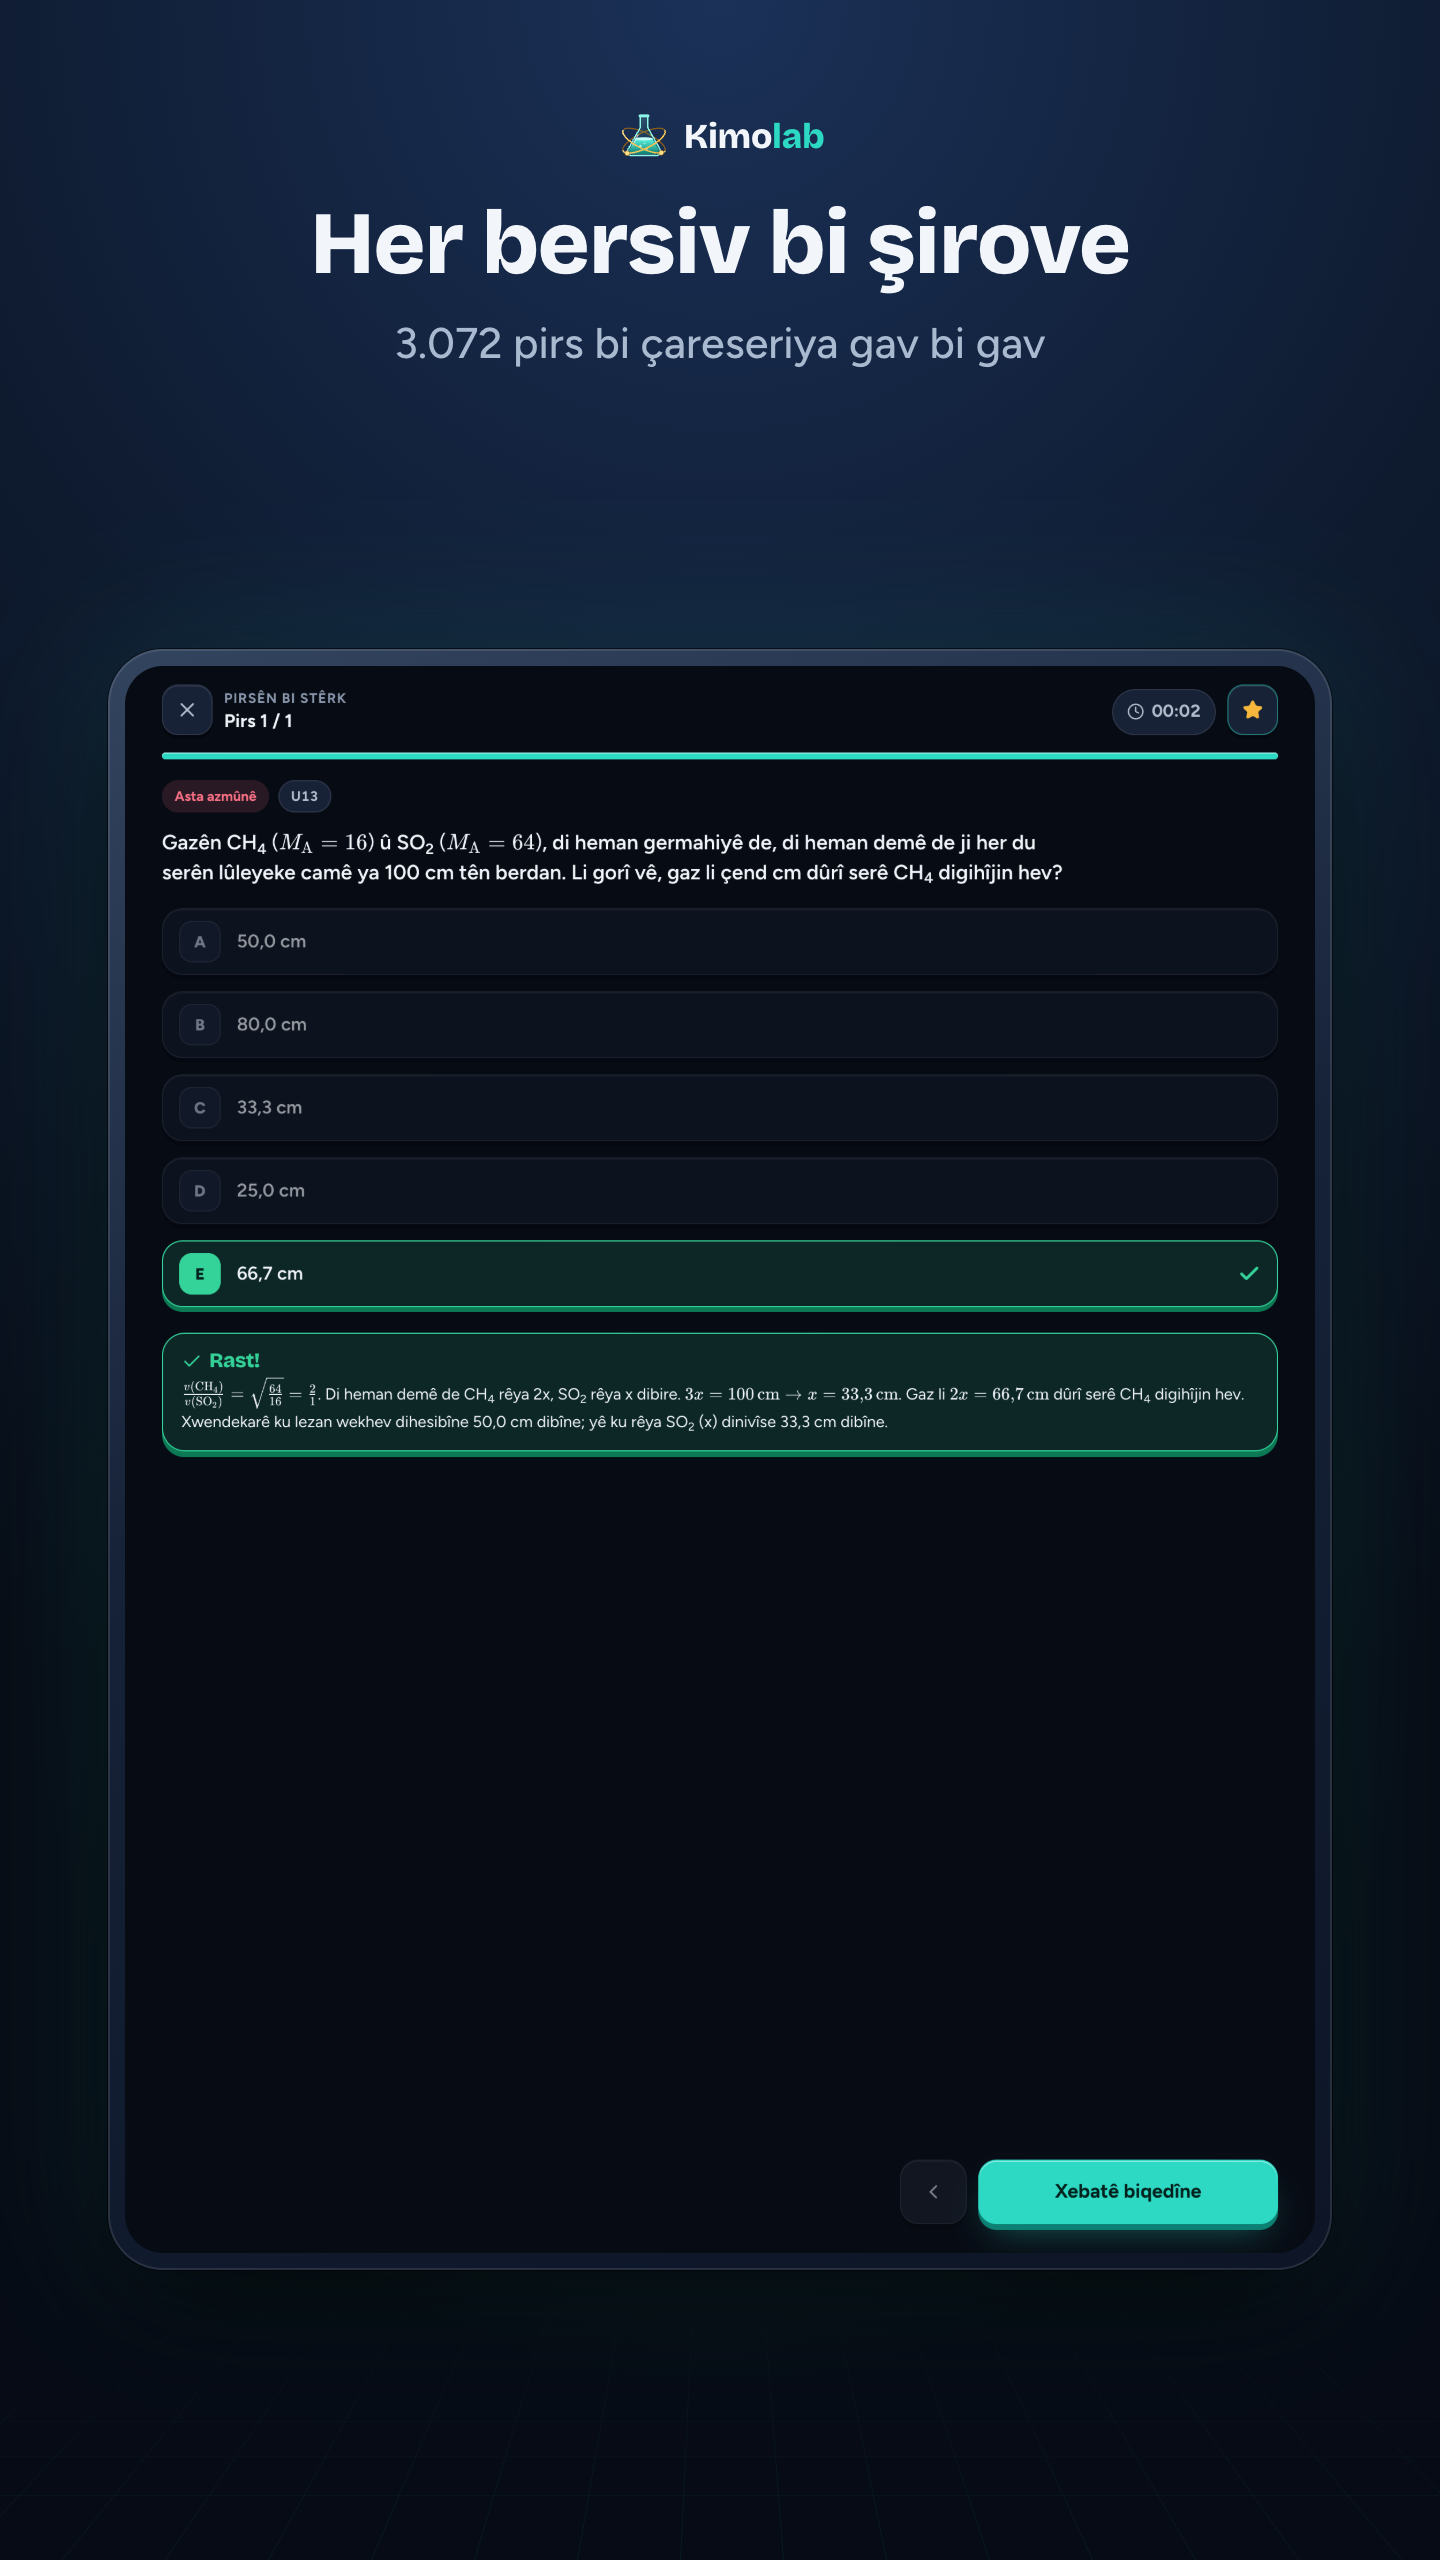 Kimolab
Her bersiv bi şirove
3.072 pirs bi çareseriya gav bi gav
PIRSÊN BI STÊRK
Pirs 1 / 1
00:02
Asta azmûnê
U13
Gazên CH₄ (M_A = 16) û SO₂ (M_A = 64), di heman germahiyê de, di heman demê de ji her du
serên lûleyeke camê ya 100 cm tên berdan. Li gorî vê, gaz li çend cm dûrî serê CH₄ digihîjin hev?
A 50,0 cm
B 80,0 cm
C 33,3 cm
D 25,0 cm
E 66,7 cm
Rast!
v(CH₄)/v(SO₂) = √(64/16) = 2/1. Di heman demê de CH₄ rêya 2x, SO₂ rêya x dibire. 3x = 100 cm → x = 33,3 cm. Gaz li 2x = 66,7 cm dûrî serê CH₄ digihîjin hev.
Xwendekarê ku lezan wekhev dihesibîne 50,0 cm dibîne; yê ku rêya SO₂ (x) dinivîse 33,3 cm dibîne.
Xebatê biqedîne